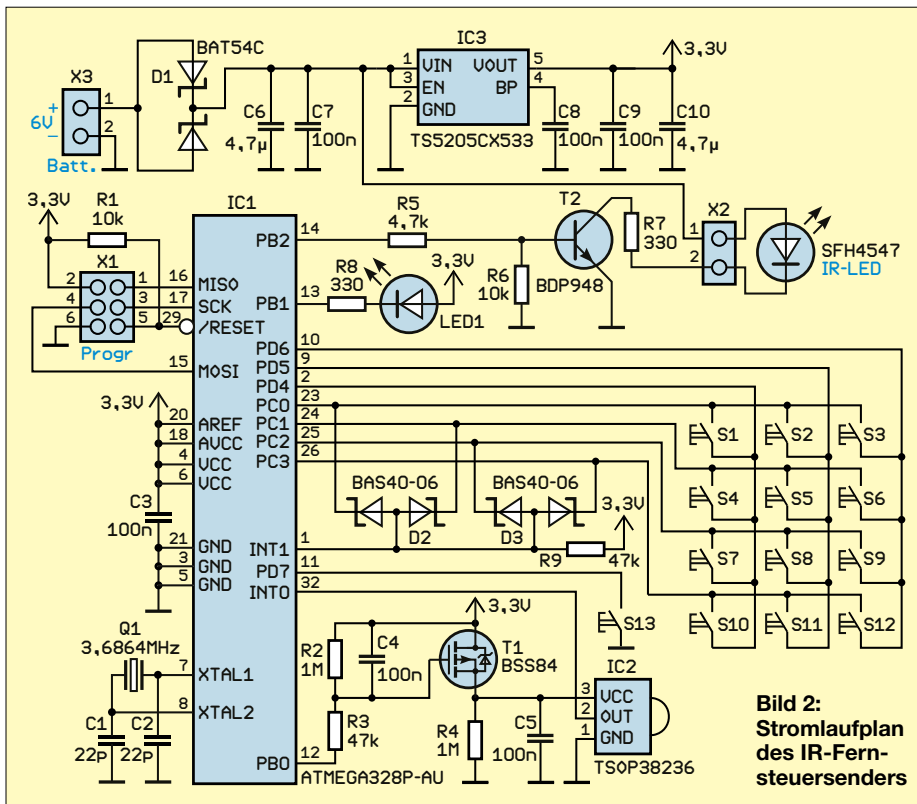 BAT54C
IC3
3,3V
X3
D1
1
VIN
VOUT
5
3
EN
BP
4
2
GND
TS5205CX533
+
6V
-
1
2
Batt.
C6
4,7µ
C7
100n
C8
100n
C9
100n
C10
4,7µ
3,3V
R1
10k
IC1
X1
2
1
4
3
6
5
Progr
16
MISO
17
SCK
29
/RESET
15
MOSI
PB2
14
R5
4,7k
T2
BDP948
R6
10k
R7
330
X2
1
2
SFH4547
IR-LED
PB1
13
R8
330
3,3V
LED1
3,3V
20
AREF
18
AVCC
4
VCC
6
VCC
C3
100n
21
GND
3
GND
5
GND
PD6
10
PD5
9
PD4
2
PC0
23
PC1
24
PC2
25
PC3
26
S1
S2
S3
S4
S5
S6
S7
S8
S9
S10
S11
S12
BAS40-06
BAS40-06
D2
D3
3,3V
R9
47k
INT1
1
PD7
11
INT0
32
S13
Q1
3,6864MHz
7
XTAL1
8
XTAL2
C1
22p
C2
22p
R2
1M
C4
100n
3,3V
T1
BSS84
R3
47k
R4
1M
C5
100n
IC2
3
VCC
2
OUT
1
GND
TSOP38236
PB0
12
ATMEGA328P-AU
Bild 2:
Stromlaufplan
des IR-Fern-
steuersenders